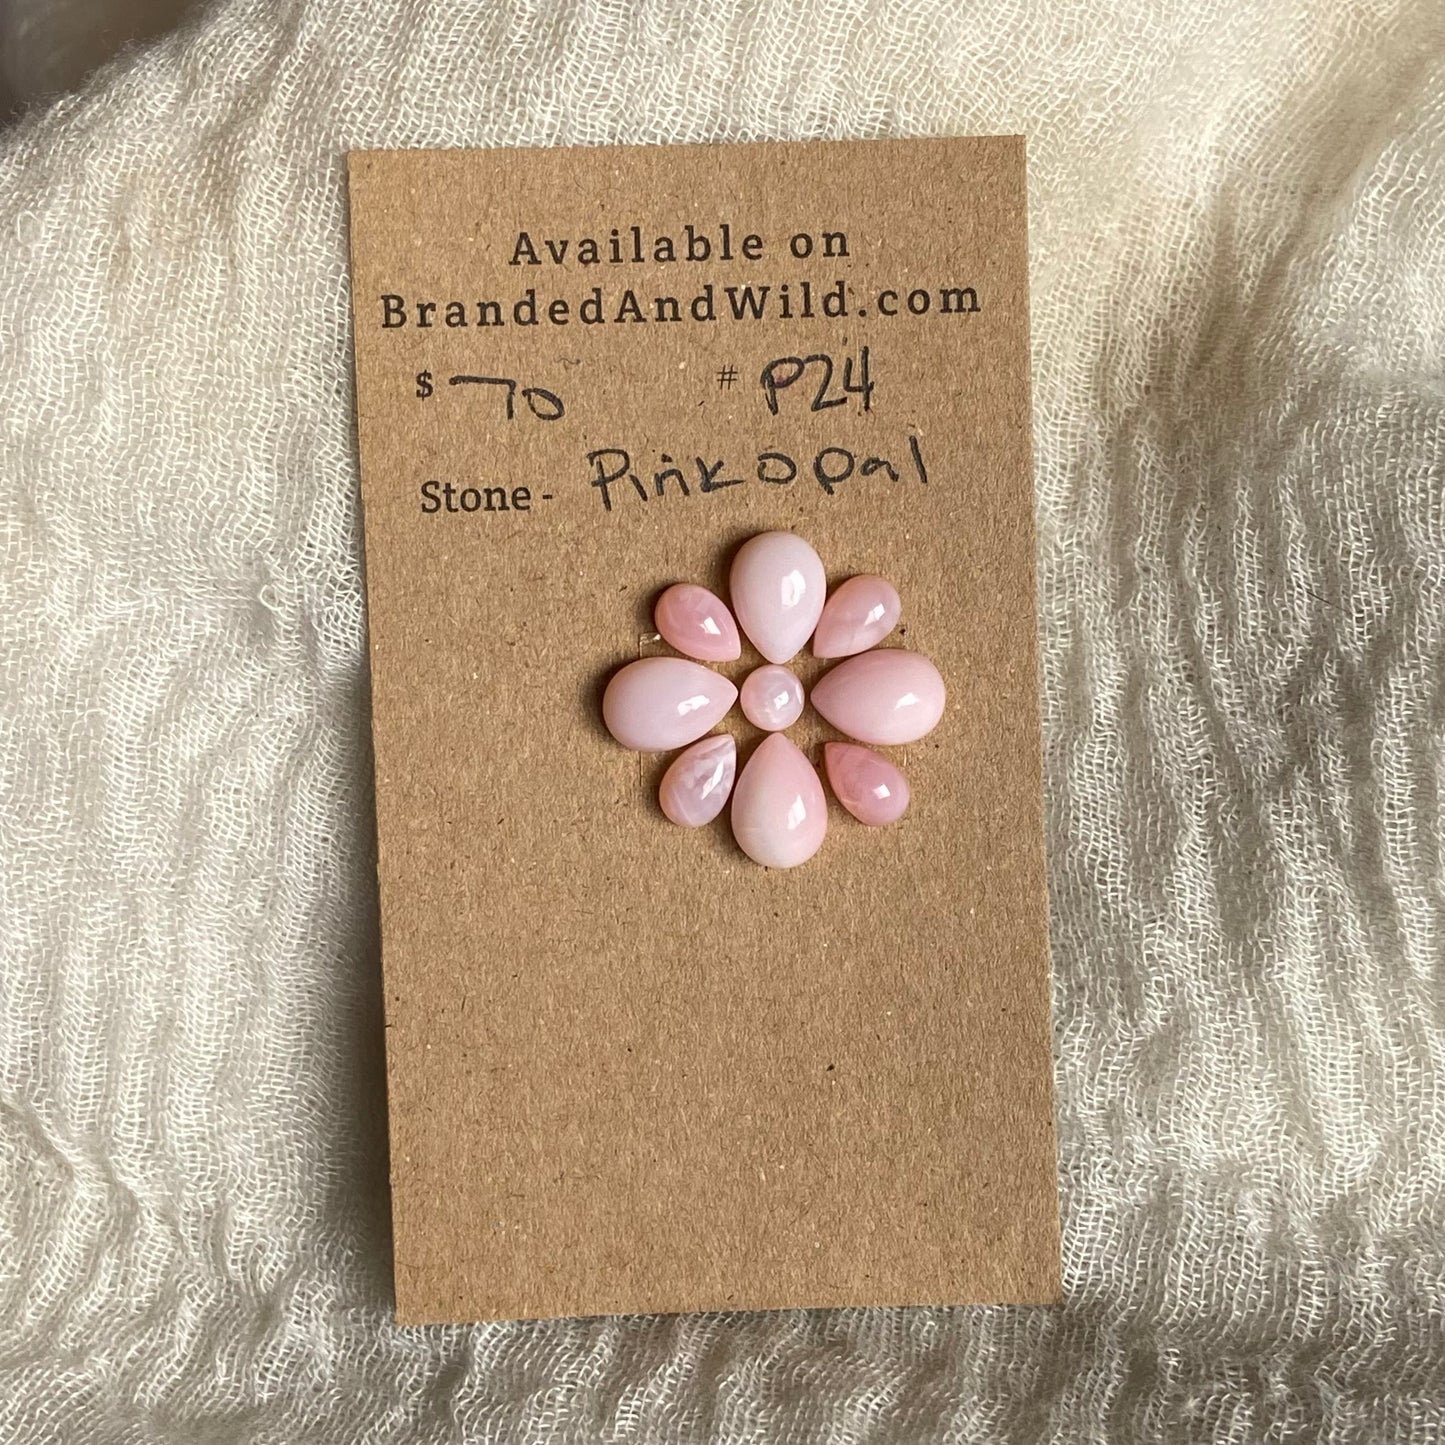 Available on
BrandedAndWild.com
$ 70 # P24
Stone - Pink Opal